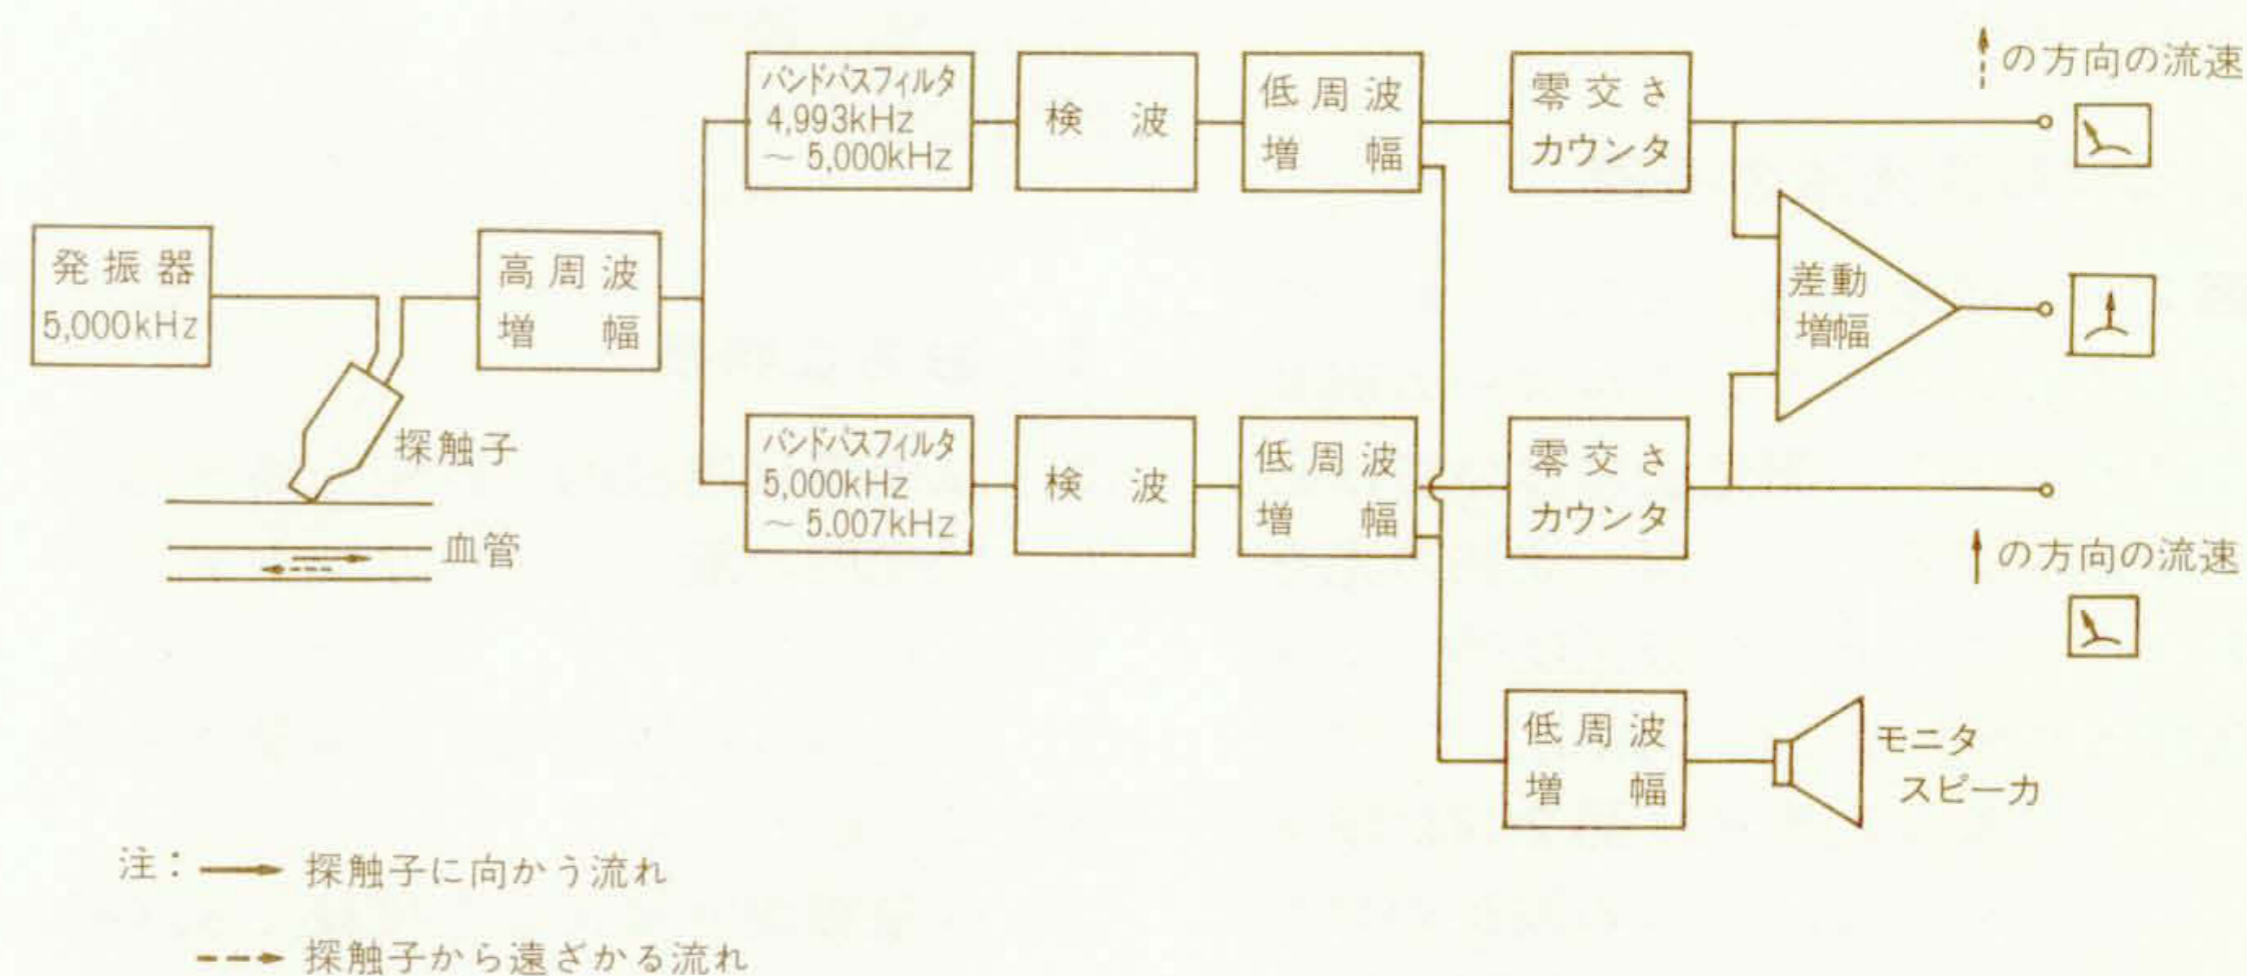 発振器
5,000kHz
探触子
血管
高周波
増幅
バンドパスフィルタ
4,993kHz
～5,000kHz
検波
低周波
増幅
零交さ
カウンタ
の方向の流速
差動
増幅
バンドパスフィルタ
5,000kHz
～5.007kHz
検波
低周波
増幅
零交さ
カウンタ
の方向の流速
低周波
増幅
モニタ
スピーカ
注：探触子に向かう流れ
探触子から遠ざかる流れ